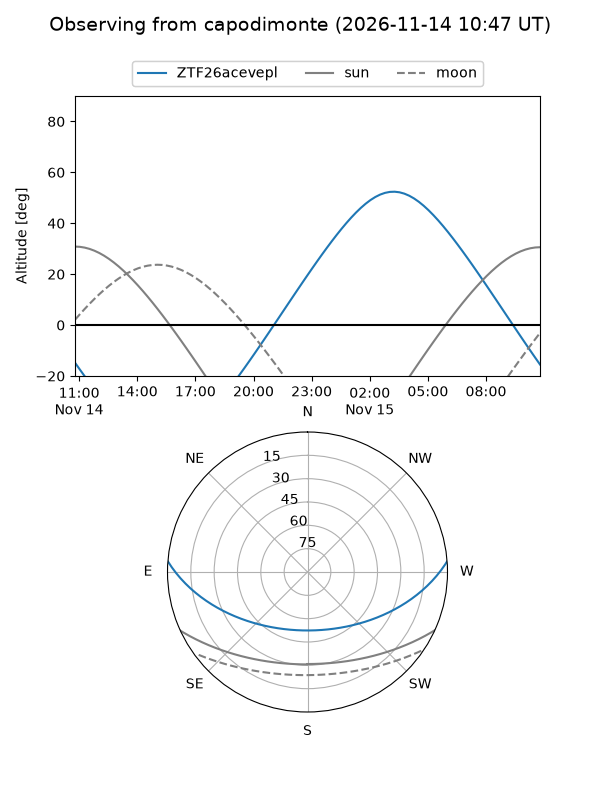 Observing from capodimonte (2026-11-14 10:47 UT)
ZTF26acevepl sun moon
Altitude [deg]
80
60
40
20
0
−20
11:00 14:00 17:00 20:00 23:00 02:00 05:00 08:00
Nov 14 Nov 15
N
NE NW
15
30
45
60
75
E W
SE SW
S